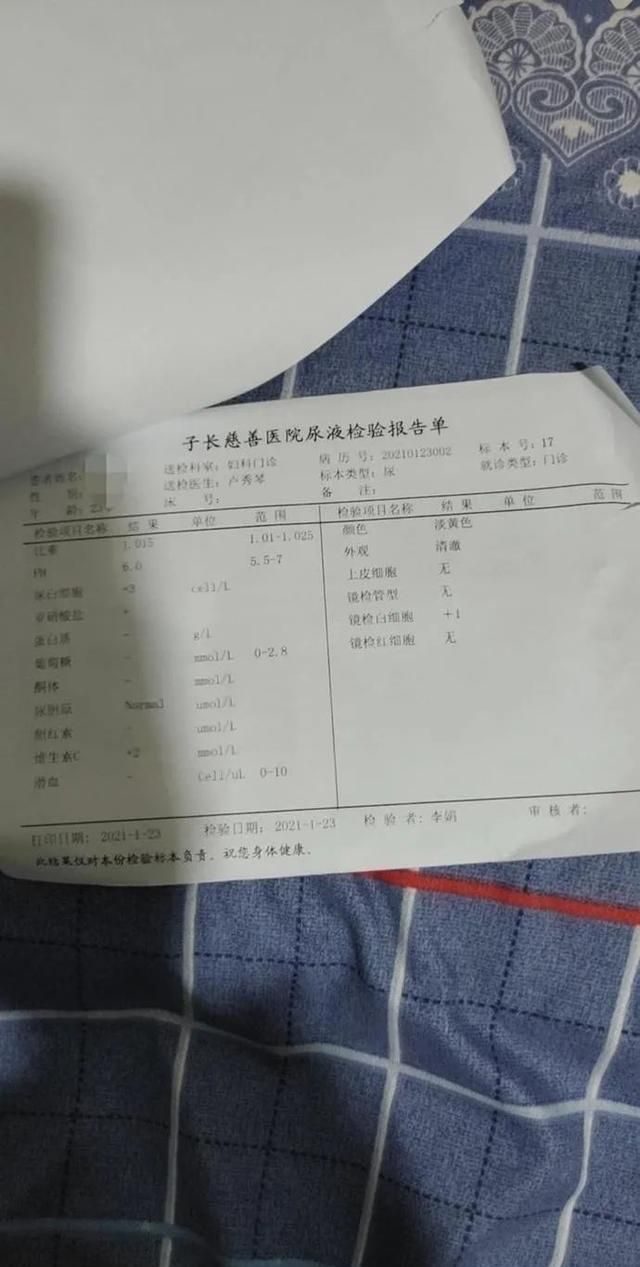 子长慈善医院尿液检验报告单
患者姓名: 送检科室: 妇科门诊 病 历 号: 20210123002 标 本 号: 17
性 别: 送检医生: 卢秀琴 标本类型: 尿 就诊类型: 门诊
年 龄: 床 号: 备 注:
检验项目名称 结 果 单位 范 围 检验项目名称 结 果 单 位 范 围
比重 1.015 1.01-1.025 颜色 淡黄色
PH 6.0 5.5-7 外观 清澈
尿白细胞 +3 cell/L 上皮细胞 无
亚硝酸盐 + 镜检管型 无
蛋白质 - g/L 镜检白细胞 +1
葡萄糖 - mmol/L 0-2.8 镜检红细胞 无
酮体 - mmol/L
尿胆原 Normal umol/L
胆红素 - umol/L
维生素C +2 mmol/L
潜血 - Cell/uL 0-10
打印日期: 2021-1-23 检验日期: 2021-1-23 检 验 者: 李娟 审 核 者:
此结果仅对本份检验标本负责。祝您身体健康。